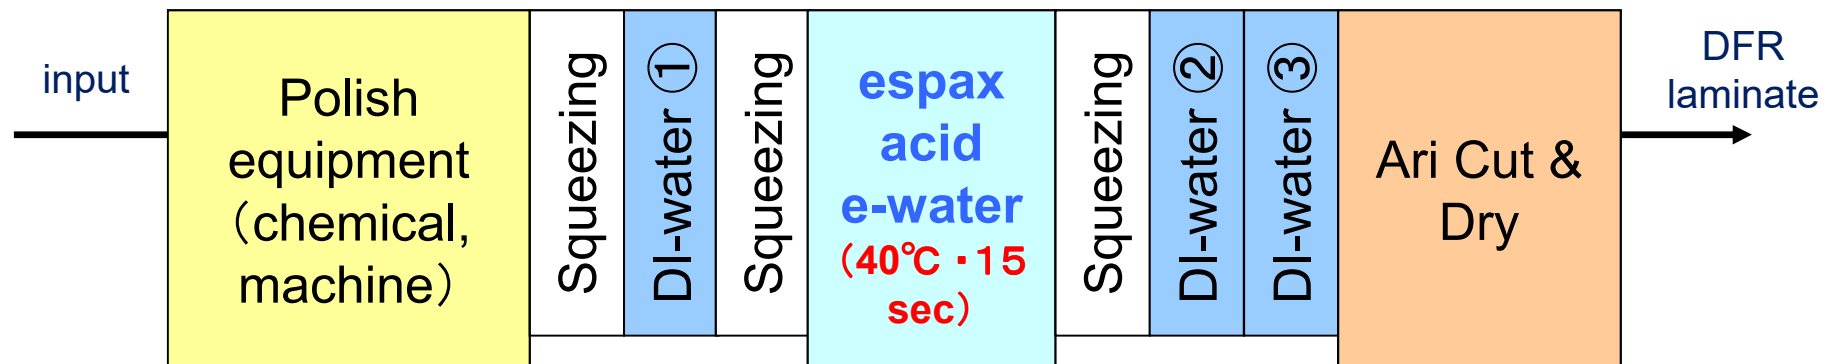 input
Polish
equipment
（chemical,
machine）
Squeezing
DI-water ①
Squeezing
espax
acid
e-water
（40℃・15
sec）
Squeezing
DI-water ②
DI-water ③
Ari Cut &
Dry
DFR
laminate